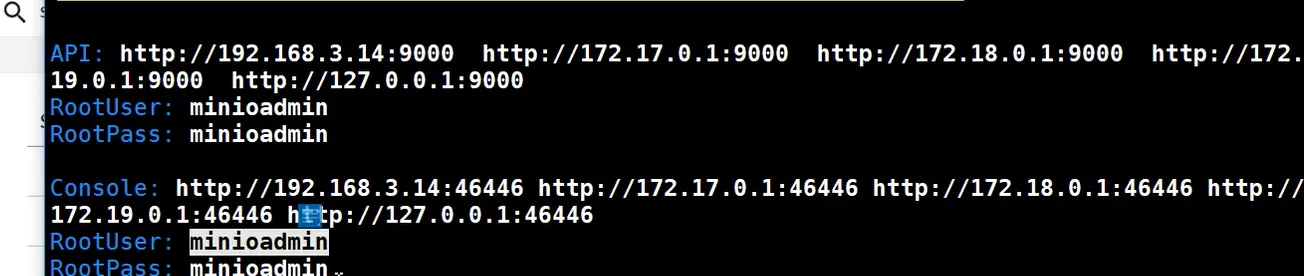 API: http://192.168.3.14:9000 http://172.17.0.1:9000 http://172.18.0.1:9000 http://172.
19.0.1:9000 http://127.0.0.1:9000
RootUser: minioadmin
RootPass: minioadmin
Console: http://192.168.3.14:46446 http://172.17.0.1:46446 http://172.18.0.1:46446 http://
172.19.0.1:46446 http://127.0.0.1:46446
RootUser: minioadmin
RootPass: minioadmin